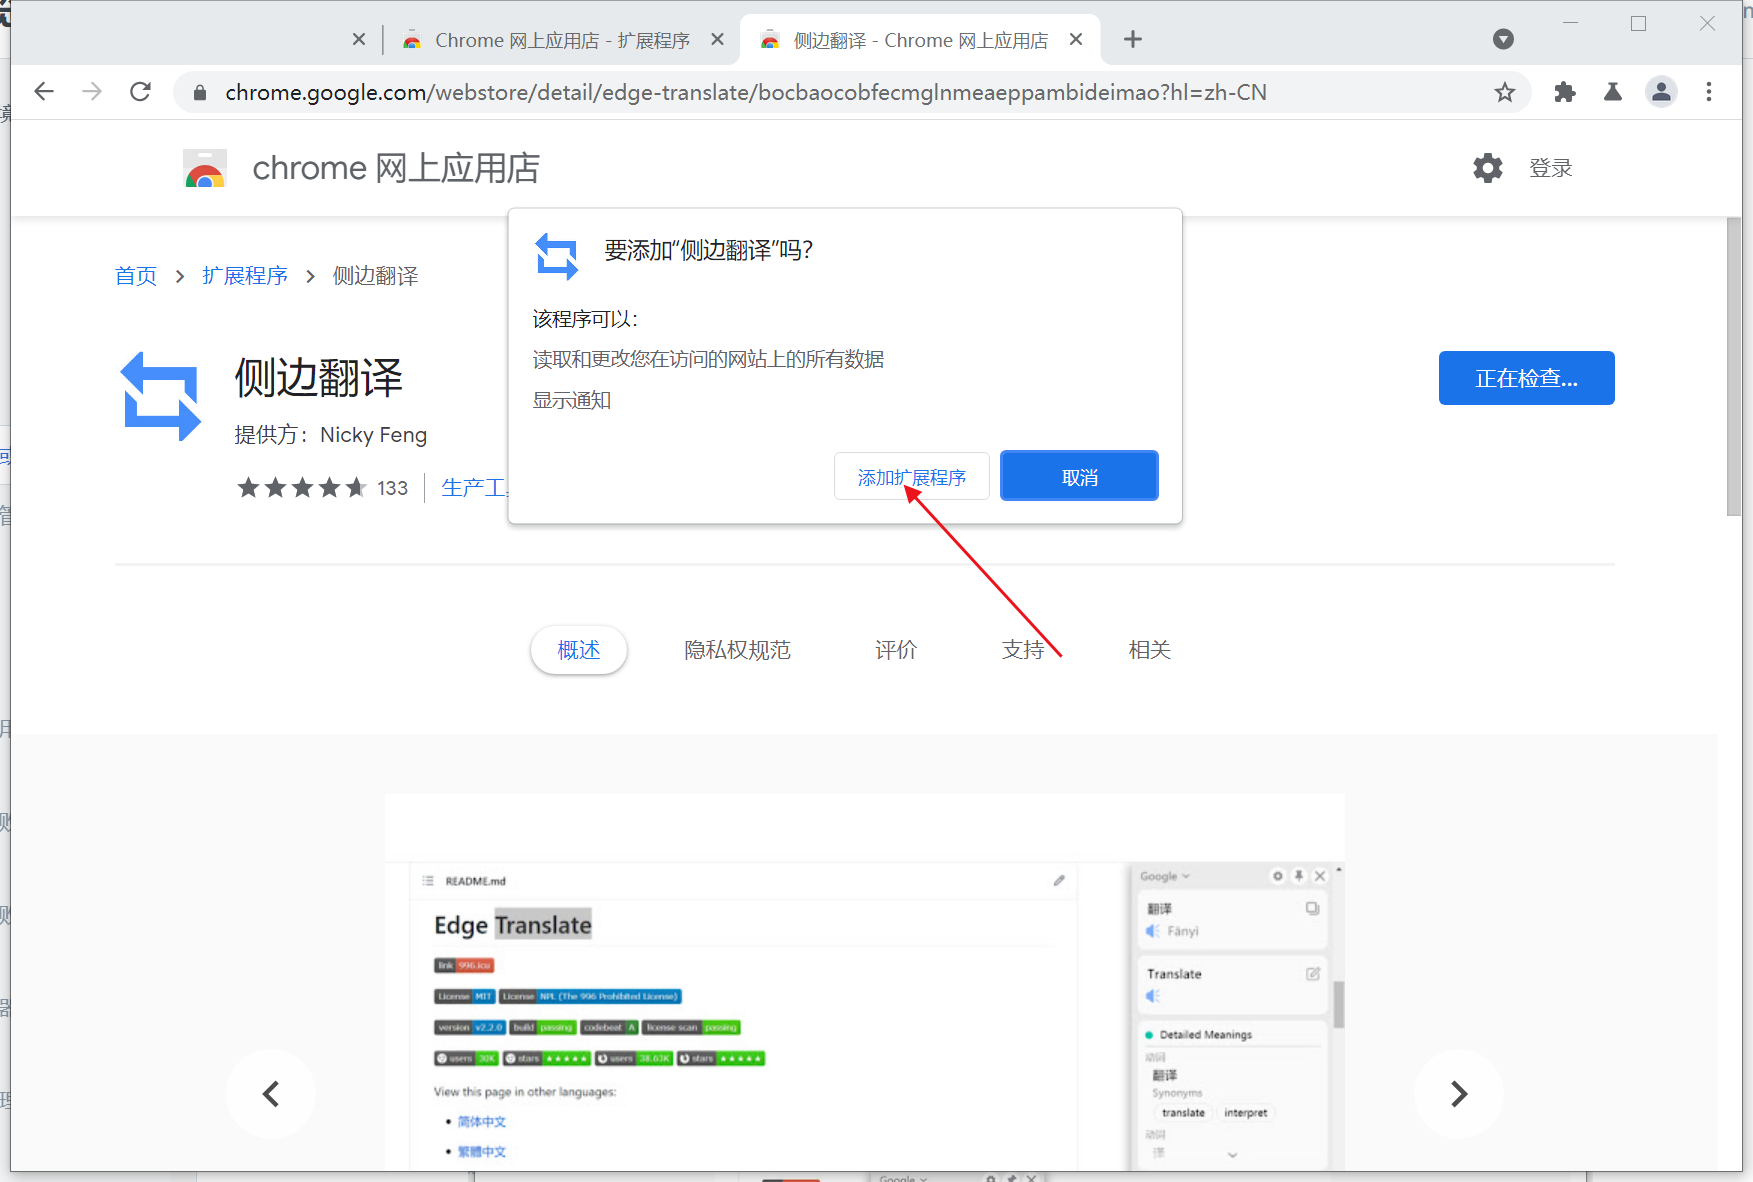 Chrome 网上应用店 - 扩展程序
侧边翻译 - Chrome 网上应用店
chrome.google.com/webstore/detail/edge-translate/bocbaocobfecmglnmeaeppambideimao?hl=zh-CN
chrome 网上应用店
登录
首页 > 扩展程序 > 侧边翻译
要添加“侧边翻译”吗？
该程序可以：
读取和更改您在访问的网站上的所有数据
显示通知
添加扩展程序
取消
侧边翻译
提供方： Nicky Feng
133
生产工
正在检查...
概述
隐私权规范
评价
支持
相关
README.md
Edge Translate
link 996.icu
License MIT License NPL (The 996 Prohibited License)
version v2.2.0 build passing codebeat A license scan passing
users 30K stars ★★★★★ users 38.63K stars ★★★★★
View this page in other languages:
• 简体中文
• 繁體中文
Google
翻译
Fānyì
Translate
Detailed Meanings
动词
翻译
Synonyms
translate
interpret
动词
译
Google